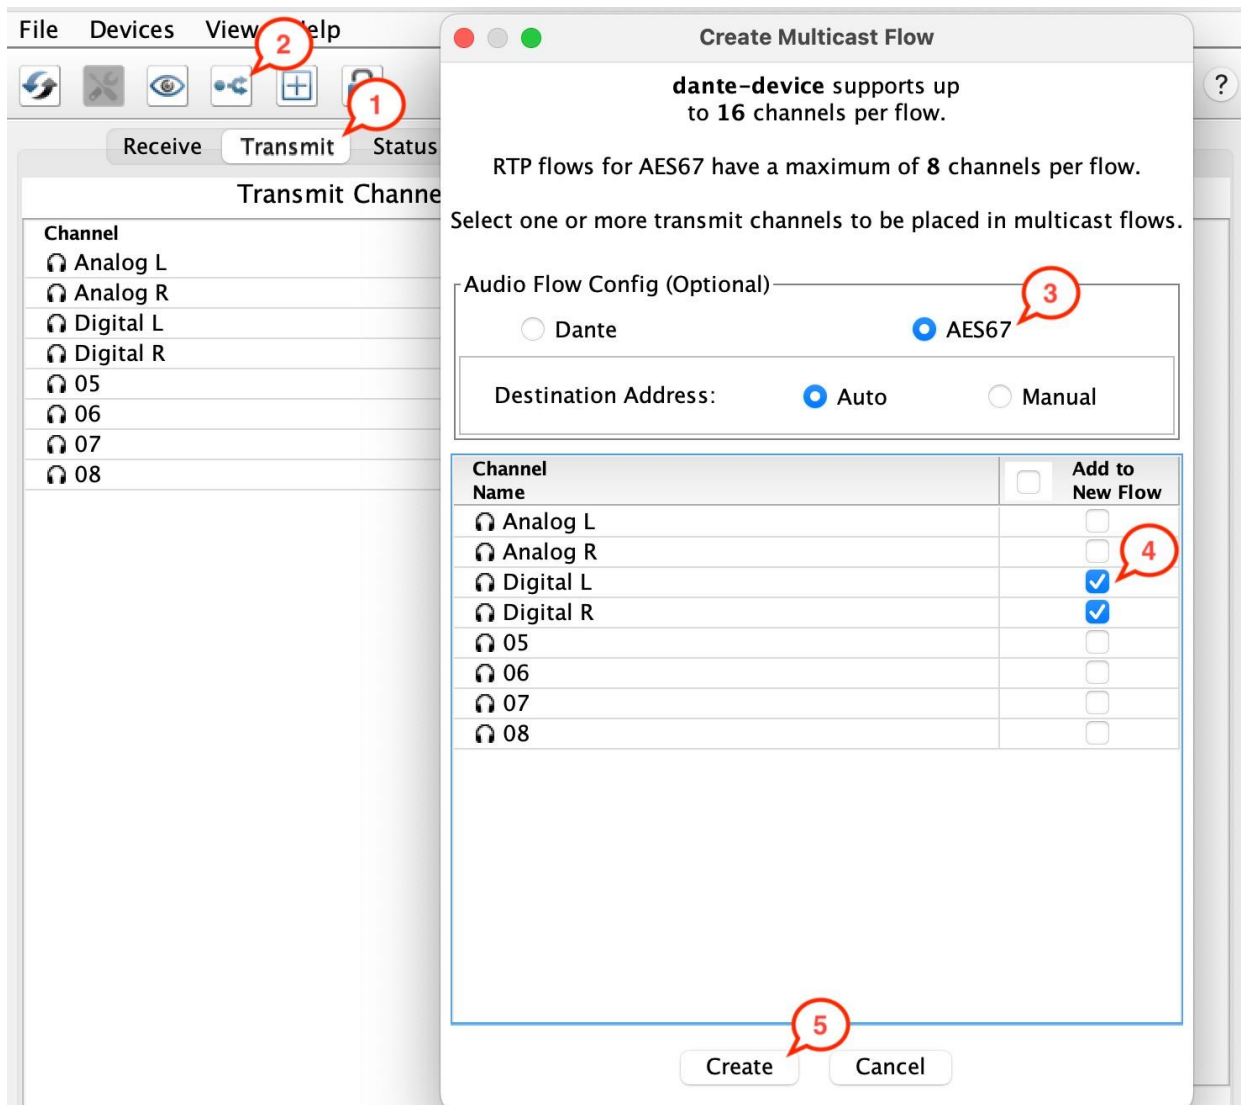 File Devices View Help
2
1
?
Receive Transmit Status
Transmit Channe
Channel
Analog L
Analog R
Digital L
Digital R
05
06
07
08
Create Multicast Flow
dante-device supports up
to 16 channels per flow.
RTP flows for AES67 have a maximum of 8 channels per flow.
Select one or more transmit channels to be placed in multicast flows.
Audio Flow Config (Optional)
3
Dante AES67
Destination Address: Auto Manual
Channel
Name
Add to
New Flow
Analog L
Analog R
4
Digital L
Digital R
05
06
07
08
5
Create Cancel